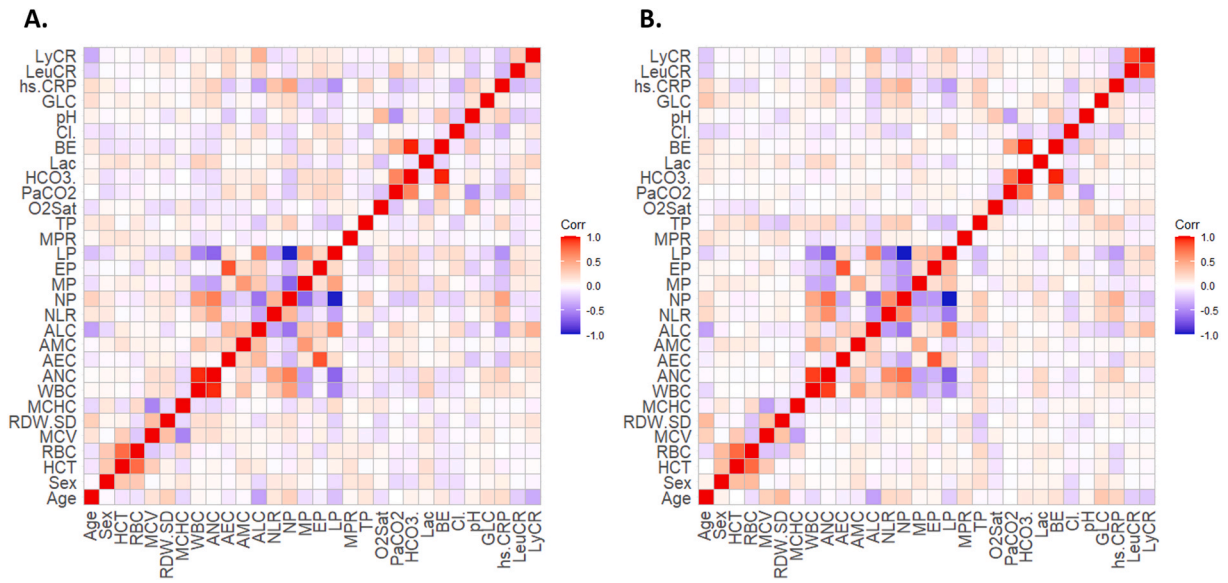 A.
LyCR
LeuCR
hs.CRP
GLC
pH
Cl.
BE
Lac
HCO3.
PaCO2
O2Sat
TP
MPR
LP
EP
MP
NP
NLR
ALC
AMC
AEC
ANC
WBC
MCHC
RDW.SD
MCV
RBC
HCT
Sex
Age
Age
Sex
HCT
RBC
MCV
RDW.SD
MCHC
WBC
ANC
AEC
AMC
ALC
NLR
NP
MP
EP
LP
MPR
TP
O2Sat
PaCO2
HCO3.
Lac
BE
Cl.
pH
GLC
hs.CRP
LeuCR
LyCR
Corr
1.0
0.5
0.0
-0.5
-1.0
B.
LyCR
LeuCR
hs.CRP
GLC
pH
Cl.
BE
Lac
HCO3.
PaCO2
O2Sat
TP
MPR
LP
EP
MP
NP
NLR
ALC
AMC
AEC
ANC
WBC
MCHC
RDW.SD
MCV
RBC
HCT
Sex
Age
Age
Sex
HCT
RBC
MCV
RDW.SD
MCHC
WBC
ANC
AEC
AMC
ALC
NLR
NP
MP
EP
LP
MPR
TP
O2Sat
PaCO2
HCO3.
Lac
BE
Cl.
pH
GLC
hs.CRP
LeuCR
LyCR
Corr
1.0
0.5
0.0
-0.5
-1.0